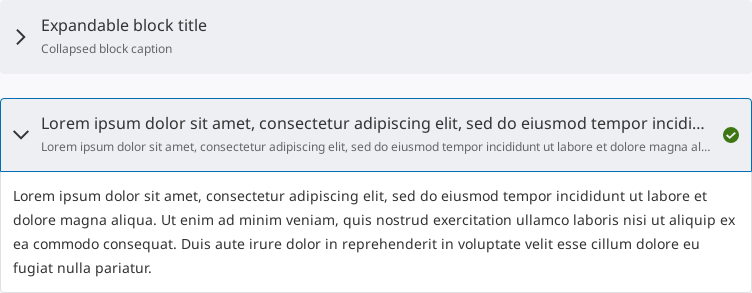 Expandable block title
Collapsed block caption
Lorem ipsum dolor sit amet, consectetur adipiscing elit, sed do eiusmod tempor incidi...
Lorem ipsum dolor sit amet, consectetur adipiscing elit, sed do eiusmod tempor incididunt ut labore et dolore magna al...
Lorem ipsum dolor sit amet, consectetur adipiscing elit, sed do eiusmod tempor incididunt ut labore et
dolore magna aliqua. Ut enim ad minim veniam, quis nostrud exercitation ullamco laboris nisi ut aliquip ex
ea commodo consequat. Duis aute irure dolor in reprehenderit in voluptate velit esse cillum dolore eu
fugiat nulla pariatur.